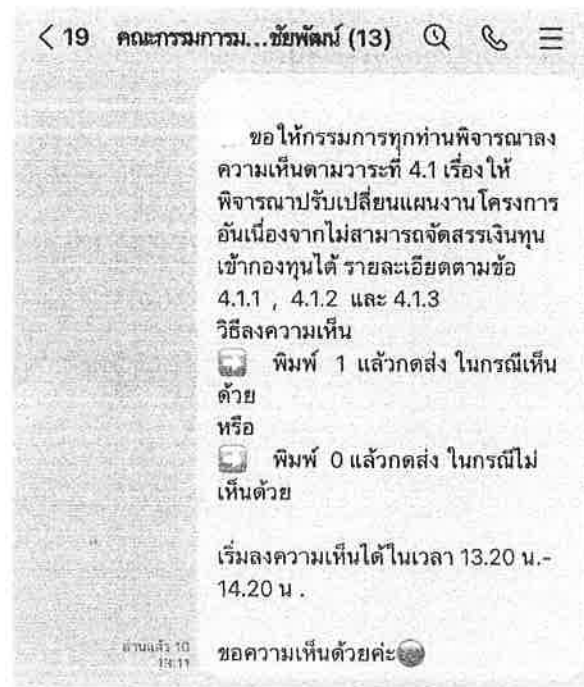 19 คณะกรรมการม...ชัยพัฒน์ (13)
ขอให้กรรมการทุกท่านพิจารณาลง
ความเห็นตามวาระที่ 4.1 เรื่องให้
พิจารณาปรับเปลี่ยนแผนงานโครงการ
อันเนื่องจากไม่สามารถจัดสรรเงินทุน
เข้ากองทุนได้ รายละเอียดตามข้อ
4.1.1 , 4.1.2 และ 4.1.3
วิธีลงความเห็น
พิมพ์ 1 แล้วกดส่ง ในกรณีเห็น
ด้วย
หรือ
พิมพ์ 0 แล้วกดส่ง ในกรณีไม่
เห็นด้วย
เริ่มลงความเห็นได้ในเวลา 13.20 น.-
14.20 น .
อ่านแล้ว 10
13:11
ขอความเห็นด้วยค่ะ